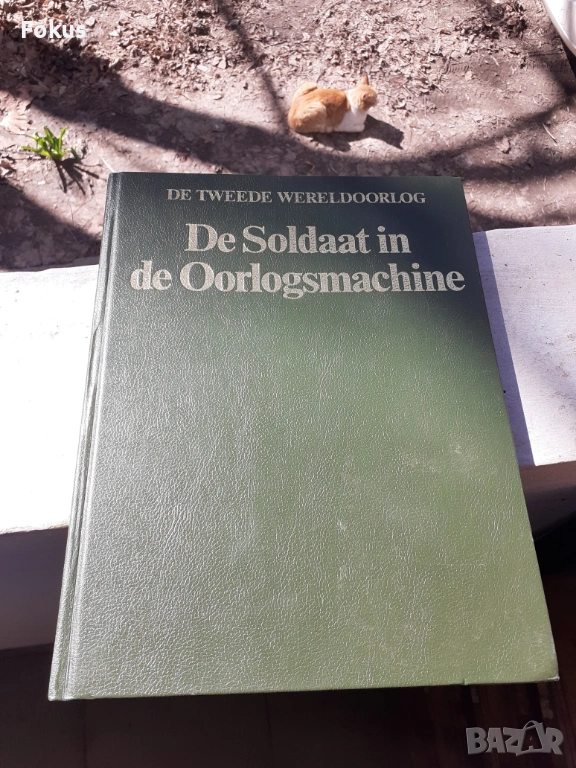 Fokus
DE TWEEDE WERELDOORLOG
De Soldaat in
de Oorlogsmachine
BAZAR